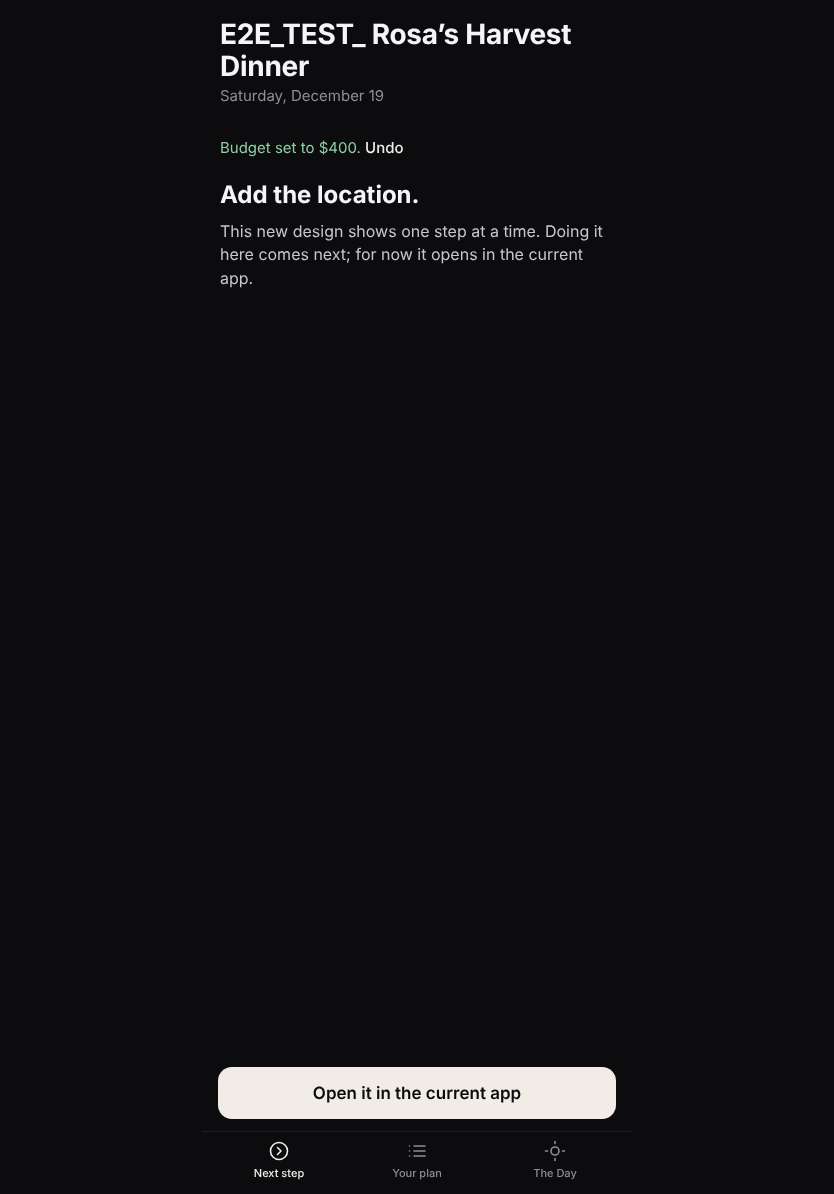 E2E_TEST_ Rosa’s Harvest
Dinner
Saturday, December 19
Budget set to $400. Undo
Add the location.
This new design shows one step at a time. Doing it
here comes next; for now it opens in the current
app.
Open it in the current app
Next step
Your plan
The Day